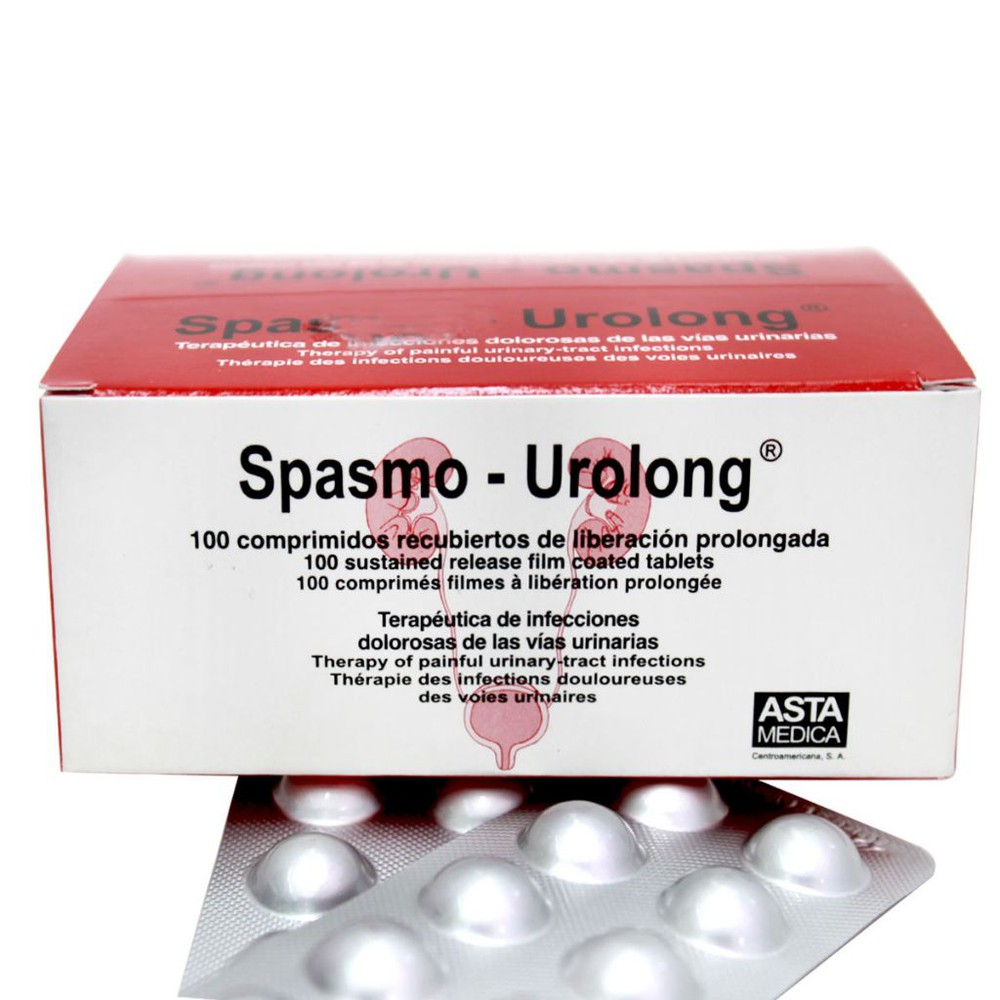 Spasmo - Urolong
Spas - Urolong®
Terapéutica de infecciones dolorosas de las vías urinarias
Therapy of painful urinary-tract infections
Thérapie des infections douloureuses des voies urinaires
Spasmo - Urolong®
100 comprimidos recubiertos de liberación prolongada
100 sustained release film coated tablets
100 comprimés filmes à libération prolongée
Terapéutica de infecciones
dolorosas de las vías urinarias
Therapy of painful urinary-tract infections
Thérapie des infections douloureuses
des voies urinaires
ASTA
MEDICA
Centroamericana, S. A.